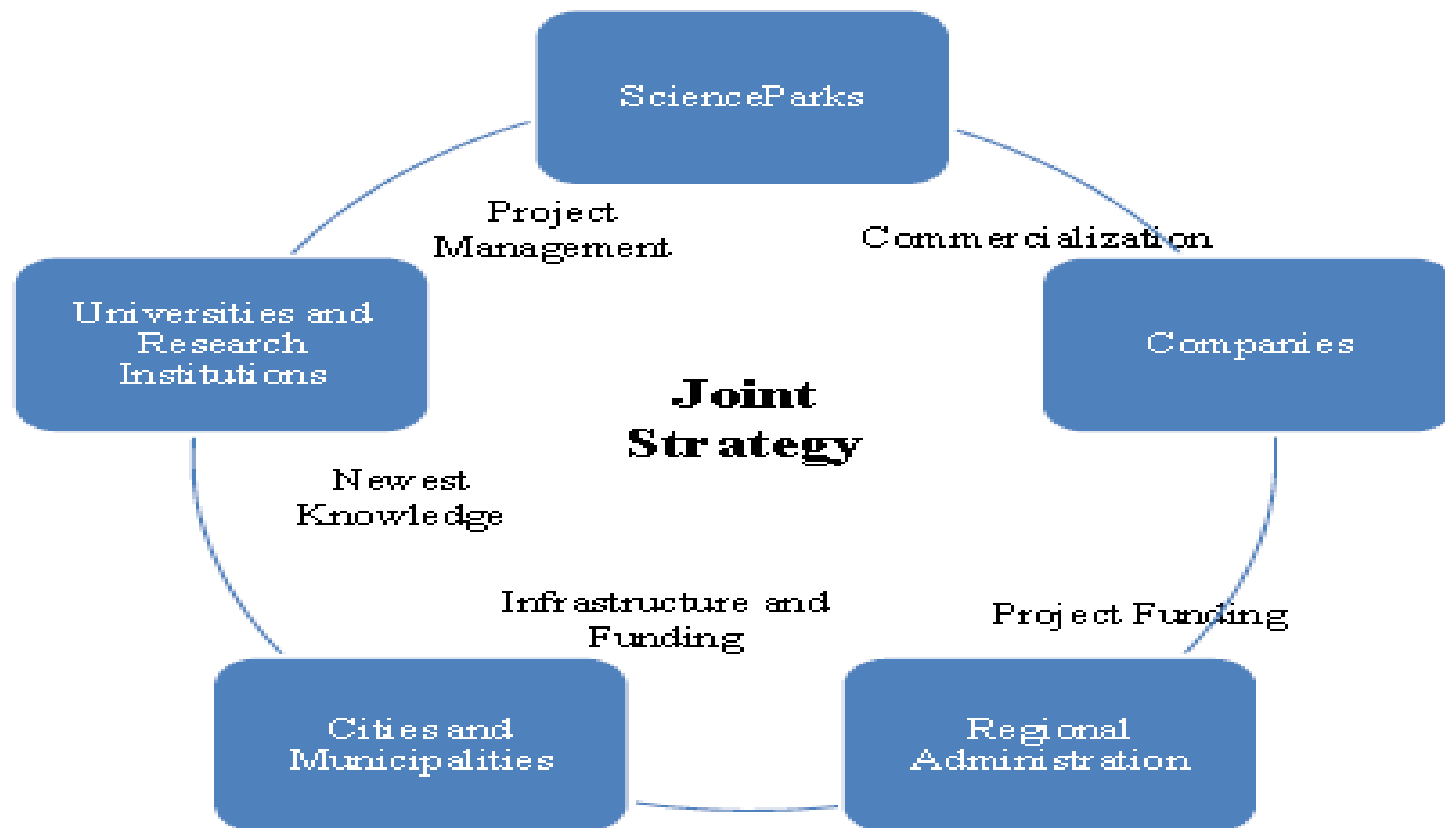 ScienceParks
Project
Management
Commercialization
Universities and
Research
Institutions
Companies
Joint
Strategy
Newest
Knowledge
Infrastructure and
Funding
Project Funding
Cities and
Municipalities
Regional
Administration